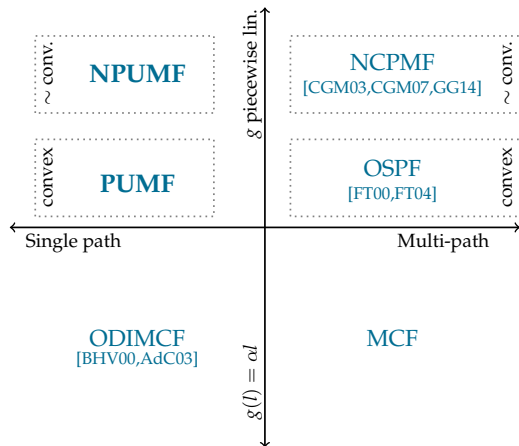 ~ conv.
NPUMF
g piecewise lin.
NCPMF
[CGM03,CGM07,GG14]
~ conv.
convex
PUMF
OSPF
[FT00,FT04]
convex
Single path
Multi-path
ODIMCF
[BHV00,AdC03]
g(l) = αl
MCF